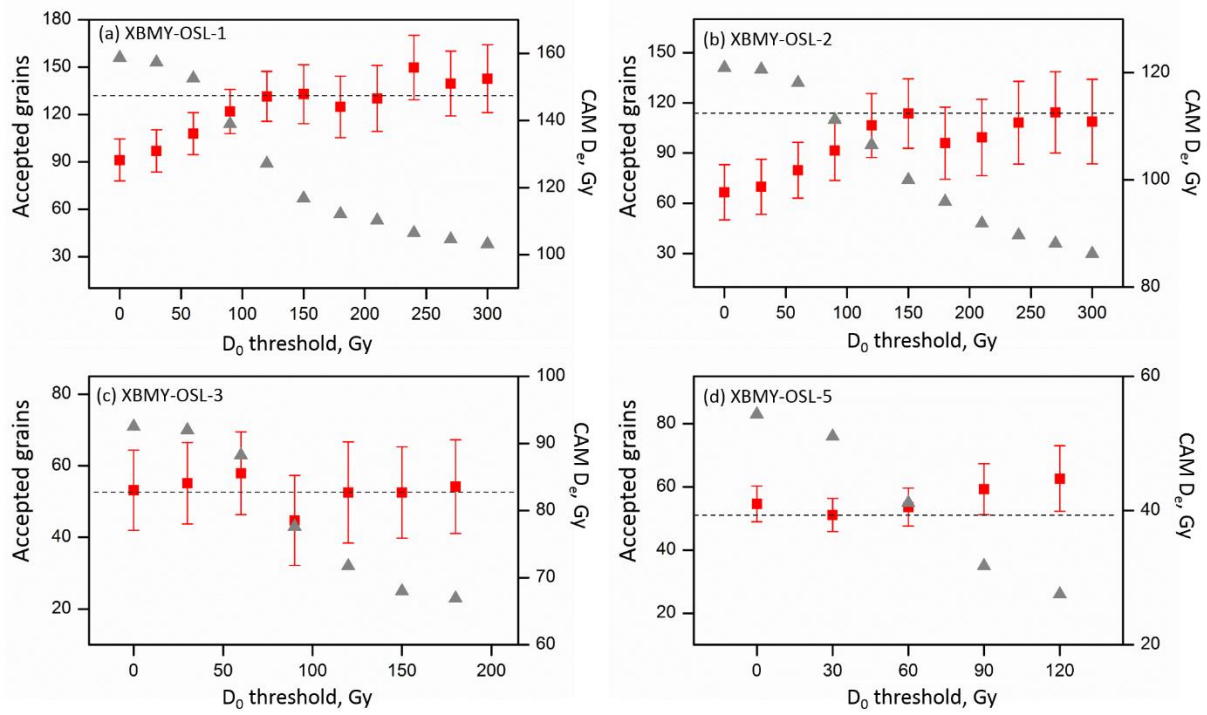 (a) XBMY-OSL-1
180
150
120
90
60
30
Accepted grains
160
140
120
100
CAM De, Gy
0 50 100 150 200 250 300
D0 threshold, Gy
(b) XBMY-OSL-2
150
120
90
60
30
Accepted grains
120
100
80
CAM De, Gy
0 50 100 150 200 250 300
D0 threshold, Gy
(c) XBMY-OSL-3
80
60
40
20
Accepted grains
100
90
80
70
60
CAM De, Gy
0 50 100 150 200
D0 threshold, Gy
(d) XBMY-OSL-5
80
60
40
20
Accepted grains
60
40
20
CAM De, Gy
0 30 60 90 120
D0 threshold, Gy